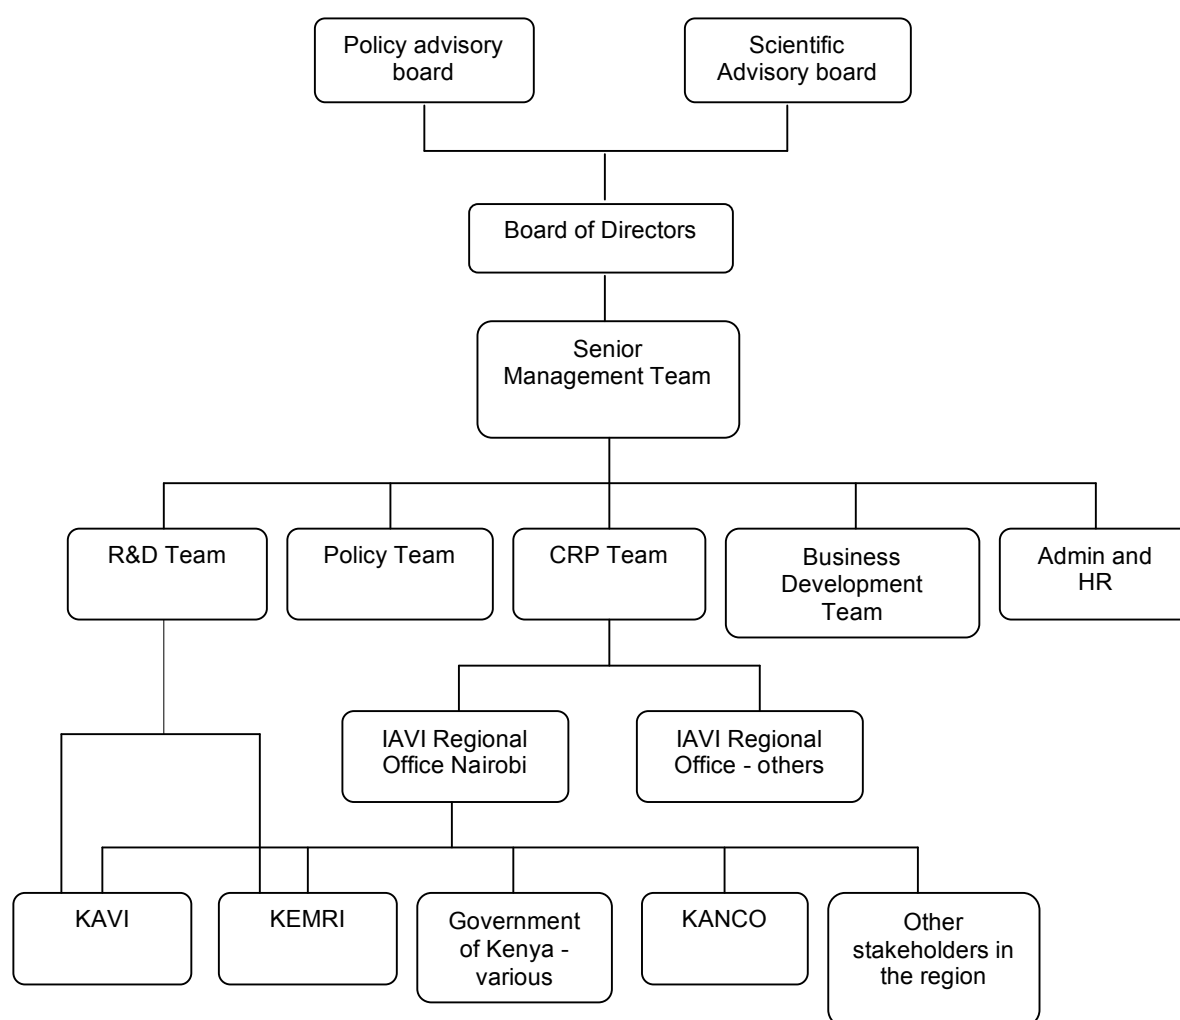 Policy advisory
board
Scientific
Advisory board
Board of Directors
Senior
Management Team
R&D Team
Policy Team
CRP Team
Business
Development
Team
Admin and
HR
IAVI Regional
Office Nairobi
IAVI Regional
Office - others
KAVI
KEMRI
Government
of Kenya -
various
KANCO
Other
stakeholders in
the region